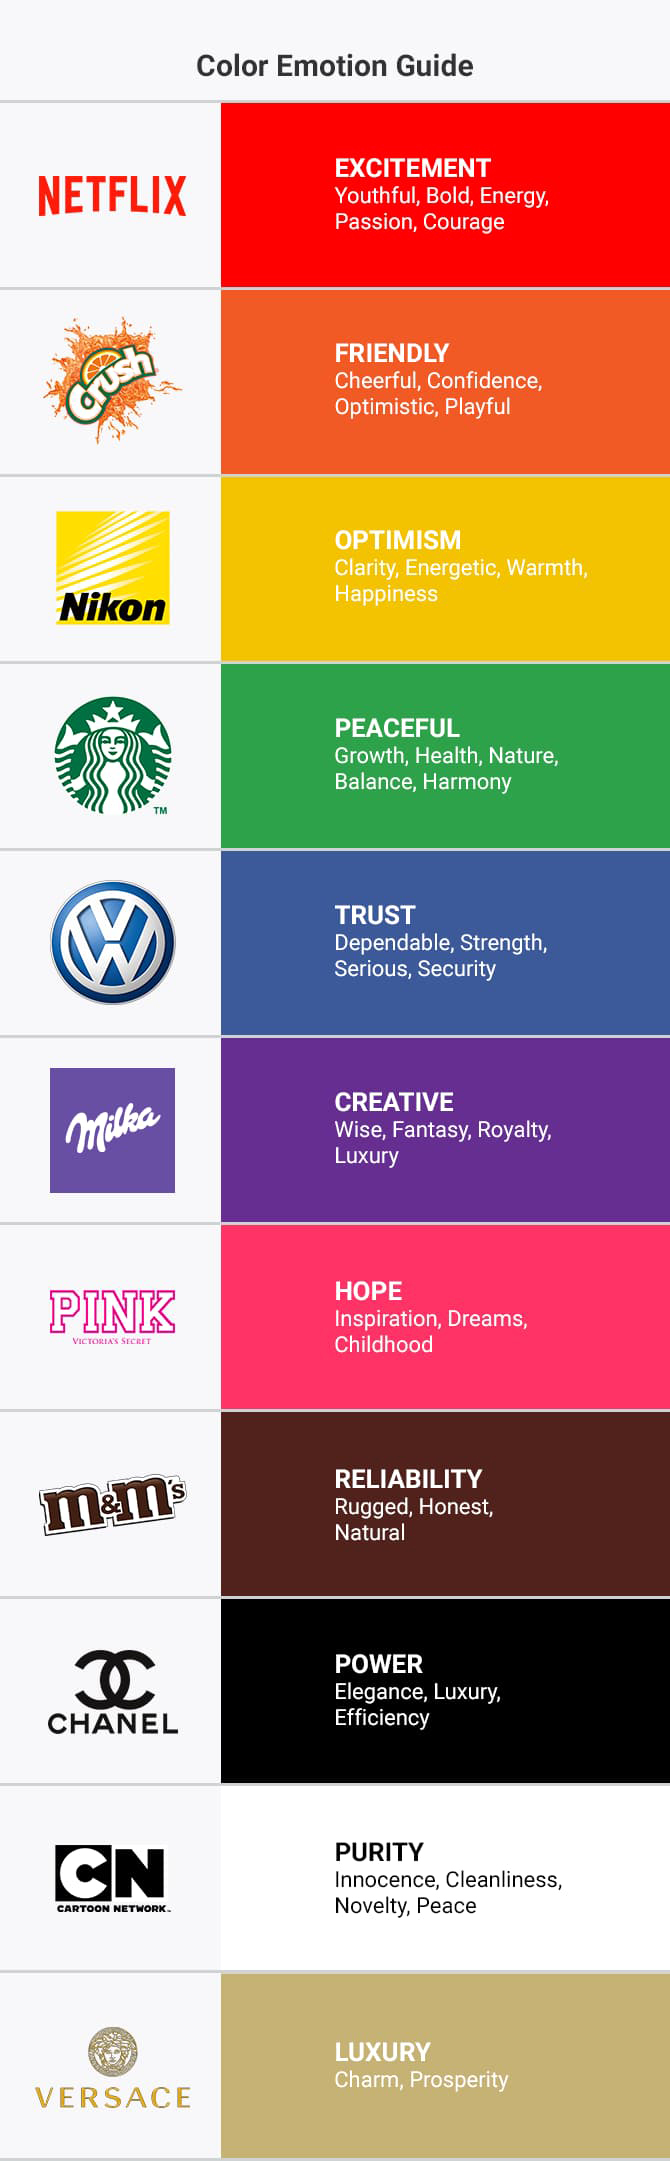 Color Emotion Guide
NETFLIX
EXCITEMENT
Youthful, Bold, Energy,
Passion, Courage
Crush
FRIENDLY
Cheerful, Confidence,
Optimistic, Playful
Nikon
OPTIMISM
Clarity, Energetic, Warmth,
Happiness
TM
PEACEFUL
Growth, Health, Nature,
Balance, Harmony
VW
TRUST
Dependable, Strength,
Serious, Security
Milka
CREATIVE
Wise, Fantasy, Royalty,
Luxury
PINK
VICTORIA'S SECRET
HOPE
Inspiration, Dreams,
Childhood
m&m's
RELIABILITY
Rugged, Honest,
Natural
CHANEL
POWER
Elegance, Luxury,
Efficiency
CN
CARTOON NETWORK™
PURITY
Innocence, Cleanliness,
Novelty, Peace
VERSACE
LUXURY
Charm, Prosperity